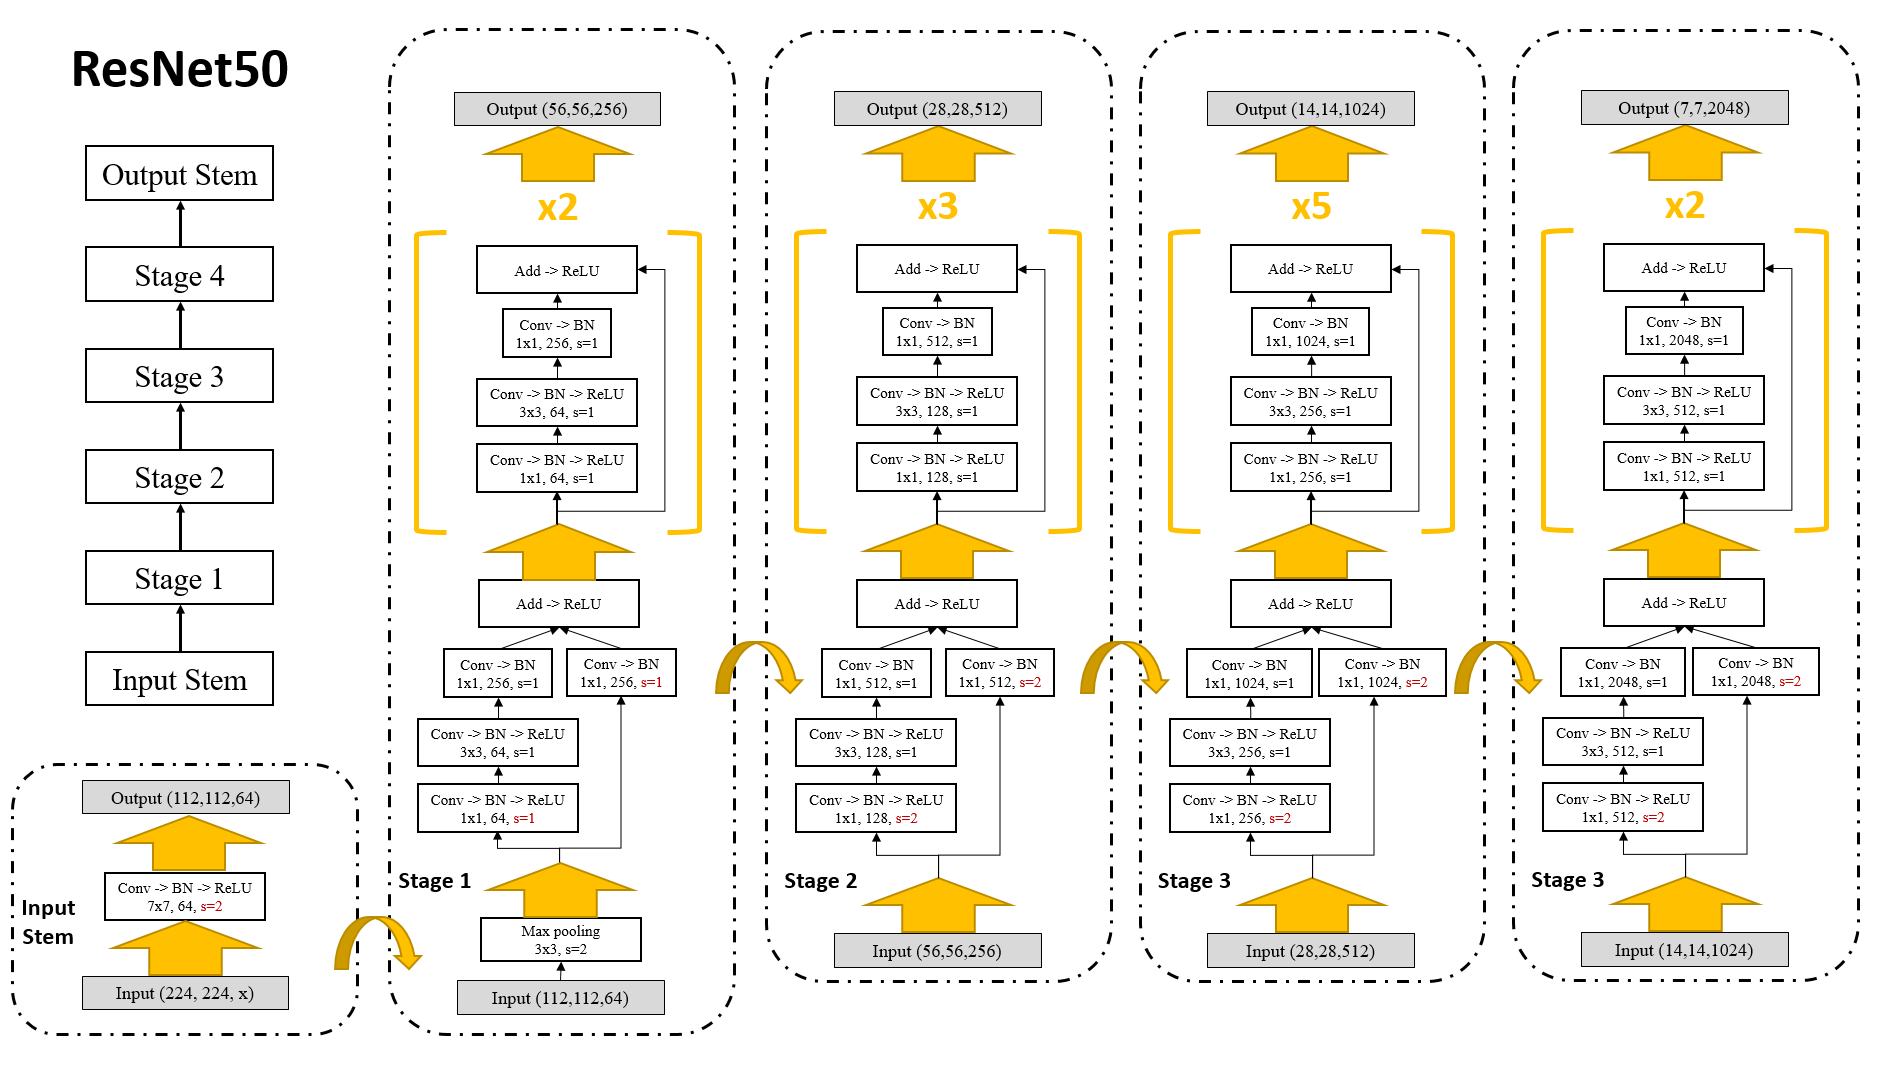 ResNet50
Output Stem
Stage 4
Stage 3
Stage 2
Stage 1
Input Stem
Output (112,112,64)
Conv -> BN -> ReLU
7x7, 64, s=2
Input
Stem
Input (224, 224, x)
Output (56,56,256)
x2
Add -> ReLU
Conv -> BN
1x1, 256, s=1
Conv -> BN -> ReLU
3x3, 64, s=1
Conv -> BN -> ReLU
1x1, 64, s=1
Add -> ReLU
Conv -> BN
1x1, 256, s=1
Conv -> BN
1x1, 256, s=1
Conv -> BN -> ReLU
3x3, 64, s=1
Conv -> BN -> ReLU
1x1, 64, s=1
Stage 1
Max pooling
3x3, s=2
Input (112,112,64)
Output (28,28,512)
x3
Add -> ReLU
Conv -> BN
1x1, 512, s=1
Conv -> BN -> ReLU
3x3, 128, s=1
Conv -> BN -> ReLU
1x1, 128, s=1
Add -> ReLU
Conv -> BN
1x1, 512, s=1
Conv -> BN
1x1, 512, s=2
Conv -> BN -> ReLU
3x3, 128, s=1
Conv -> BN -> ReLU
1x1, 128, s=2
Stage 2
Input (56,56,256)
Output (14,14,1024)
x5
Add -> ReLU
Conv -> BN
1x1, 1024, s=1
Conv -> BN -> ReLU
3x3, 256, s=1
Conv -> BN -> ReLU
1x1, 256, s=1
Add -> ReLU
Conv -> BN
1x1, 1024, s=1
Conv -> BN
1x1, 1024, s=2
Conv -> BN -> ReLU
3x3, 256, s=1
Conv -> BN -> ReLU
1x1, 256, s=2
Stage 3
Input (28,28,512)
Output (7,7,2048)
x2
Add -> ReLU
Conv -> BN
1x1, 2048, s=1
Conv -> BN -> ReLU
3x3, 512, s=1
Conv -> BN -> ReLU
1x1, 512, s=1
Add -> ReLU
Conv -> BN
1x1, 2048, s=1
Conv -> BN
1x1, 2048, s=2
Conv -> BN -> ReLU
3x3, 512, s=1
Conv -> BN -> ReLU
1x1, 512, s=2
Stage 3
Input (14,14,1024)